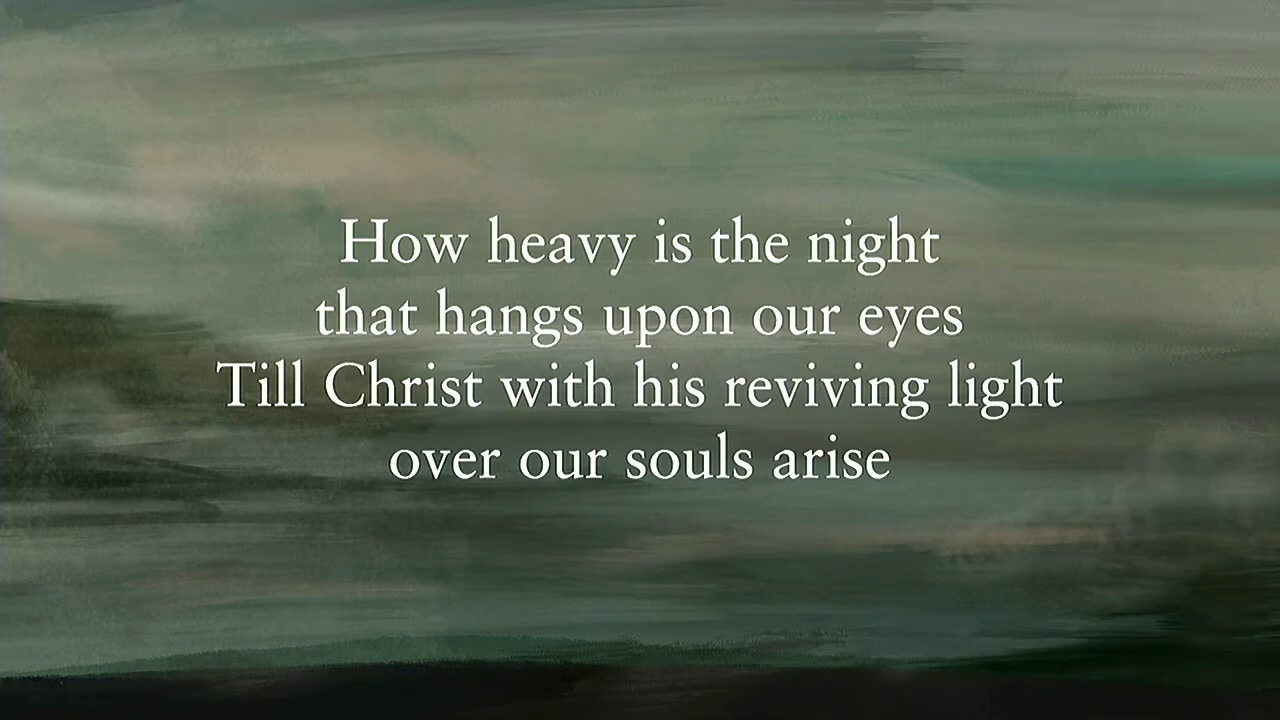 How heavy is the night
that hangs upon our eyes
Till Christ with his reviving light
over our souls arise